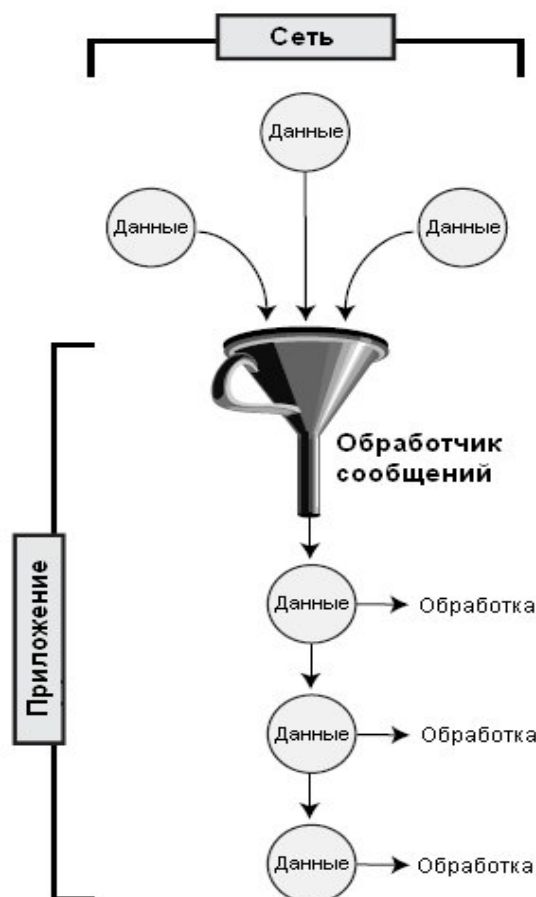 Сеть
Данные
Данные
Данные
Обработчик
сообщений
Приложение
Данные
Обработка
Данные
Обработка
Данные
Обработка